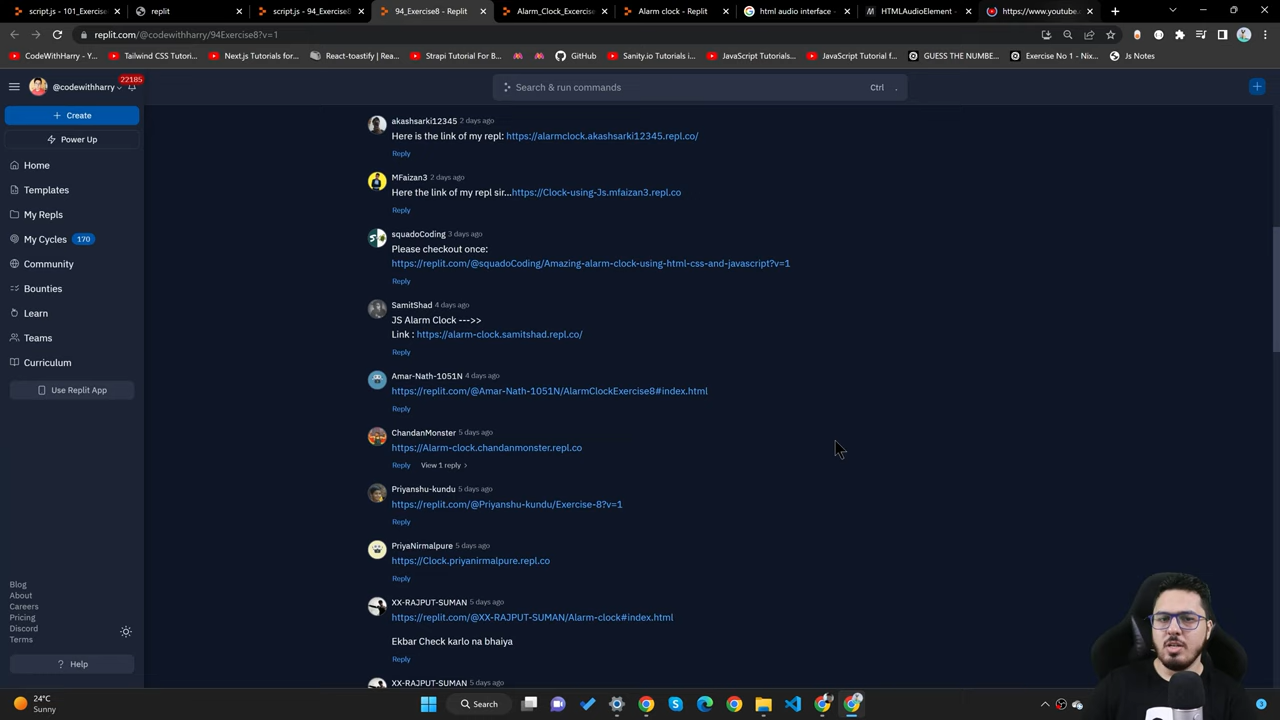 script.js - 101_Exercis
replit
script.js - 94_Exercise8
94_Exercise8 - Replit
Alarm_Clock_Excercise
Alarm clock - Replit
html audio interface -
HTMLAudioElement -
https://www.youtube.
replit.com/@codewithharry/94Exercise8?v=1
CodeWithHarry - Yo...
Tailwind CSS Tutori...
Next.js Tutorials For...
React-toastify | Rea...
Strapi Tutorial For B...
GitHub
Sanity.io Tutorials i...
JavaScript Tutorials...
JavaScript Tutorial f...
GUESS THE NUMBE...
Exercise No 1 - Nix...
Js Notes
@codewithharry
22185
Search & run commands
Ctrl .
Create
Power Up
Home
Templates
My Repls
My Cycles 170
Community
Bounties
Learn
Teams
Curriculum
Use Replit App
Blog
About
Careers
Pricing
Discord
Terms
? Help
akashsarki12345 2 days ago
Here is the link of my repl: https://alarmclock.akashsarki12345.repl.co/
Reply
MFaizan3 2 days ago
Here the link of my repl sir...https://Clock-using-Js.mfaizan3.repl.co
Reply
squadoCoding 3 days ago
Please checkout once:
https://replit.com/@squadoCoding/Amazing-alarm-clock-using-html-css-and-javascript?v=1
Reply
SamitShad 4 days ago
JS Alarm Clock --->>
Link : https://alarm-clock.samitshad.repl.co/
Reply
Amar-Nath-1051N 4 days ago
https://replit.com/@Amar-Nath-1051N/AlarmClockExercise8#index.html
Reply
ChandanMonster 5 days ago
https://Alarm-clock.chandanmonster.repl.co
Reply View 1 reply >
Priyanshu-kundu 5 days ago
https://replit.com/@Priyanshu-kundu/Exercise-8?v=1
Reply
PriyaNirmalpure 5 days ago
https://Clock.priyanirmalpure.repl.co
Reply
XX-RAJPUT-SUMAN 5 days ago
https://replit.com/@XX-RAJPUT-SUMAN/Alarm-clock#index.html
Ekbar Check karlo na bhaiya
Reply
XX-RAJPUT-SUMAN 5 days ago
24°C
Sunny
Search